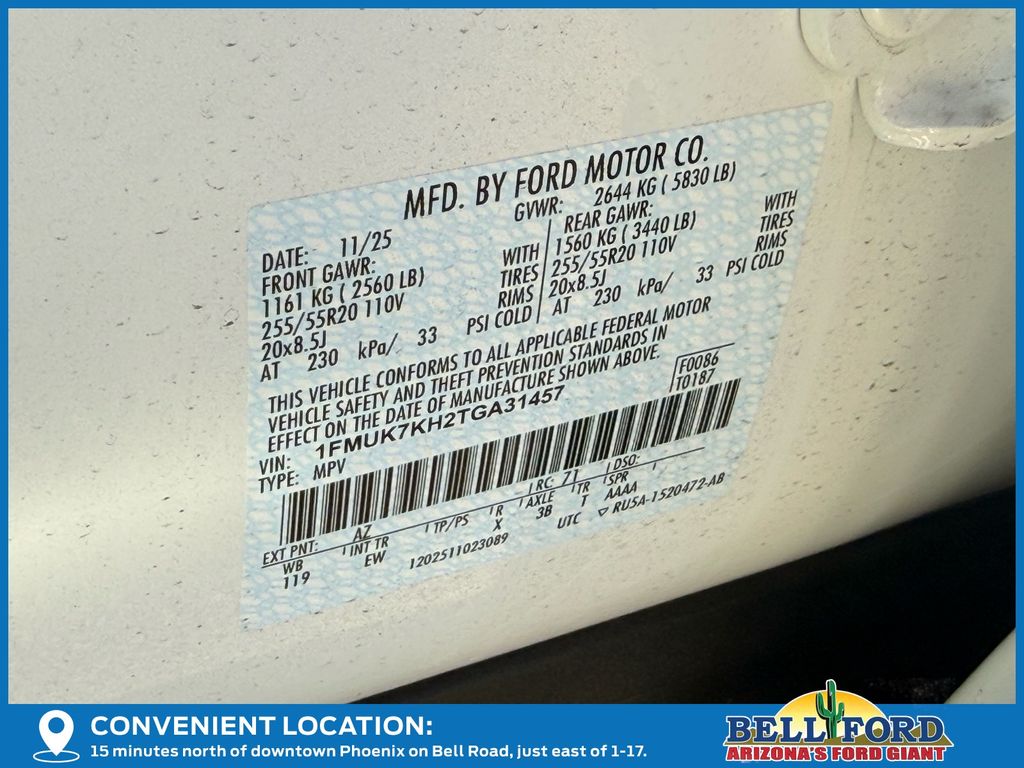 MFD. BY FORD MOTOR CO.
DATE: 11/25
GVWR: 2644 KG ( 5830 LB)
FRONT GAWR:
1161 KG ( 2560 LB)
WITH
255/55R20 110V
TIRES
20x8.5J
RIMS
AT 230 kPa/ 33 PSI COLD
REAR GAWR:
1560 KG ( 3440 LB)
WITH
255/55R20 110V
TIRES
20x8.5J
RIMS
AT 230 kPa/ 33 PSI COLD
THIS VEHICLE CONFORMS TO ALL APPLICABLE FEDERAL MOTOR
VEHICLE SAFETY AND THEFT PREVENTION STANDARDS IN
EFFECT ON THE DATE OF MANUFACTURE SHOWN ABOVE.
F0086
T0187
VIN: 1FMUK7KH2TGA31457
TYPE: MPV
EXT PNT: AZ
RC: 71
DSO:
WB
INT TR
TP/PS
R
AXLE
TR
SPR
119
EW
X
3B
T
AAAA
1202511023089
UTC
RU5A-1520472-AB
CONVENIENT LOCATION:
15 minutes north of downtown Phoenix on Bell Road, just east of 1-17.
BELL FORD
ARIZONA'S FORD GIANT